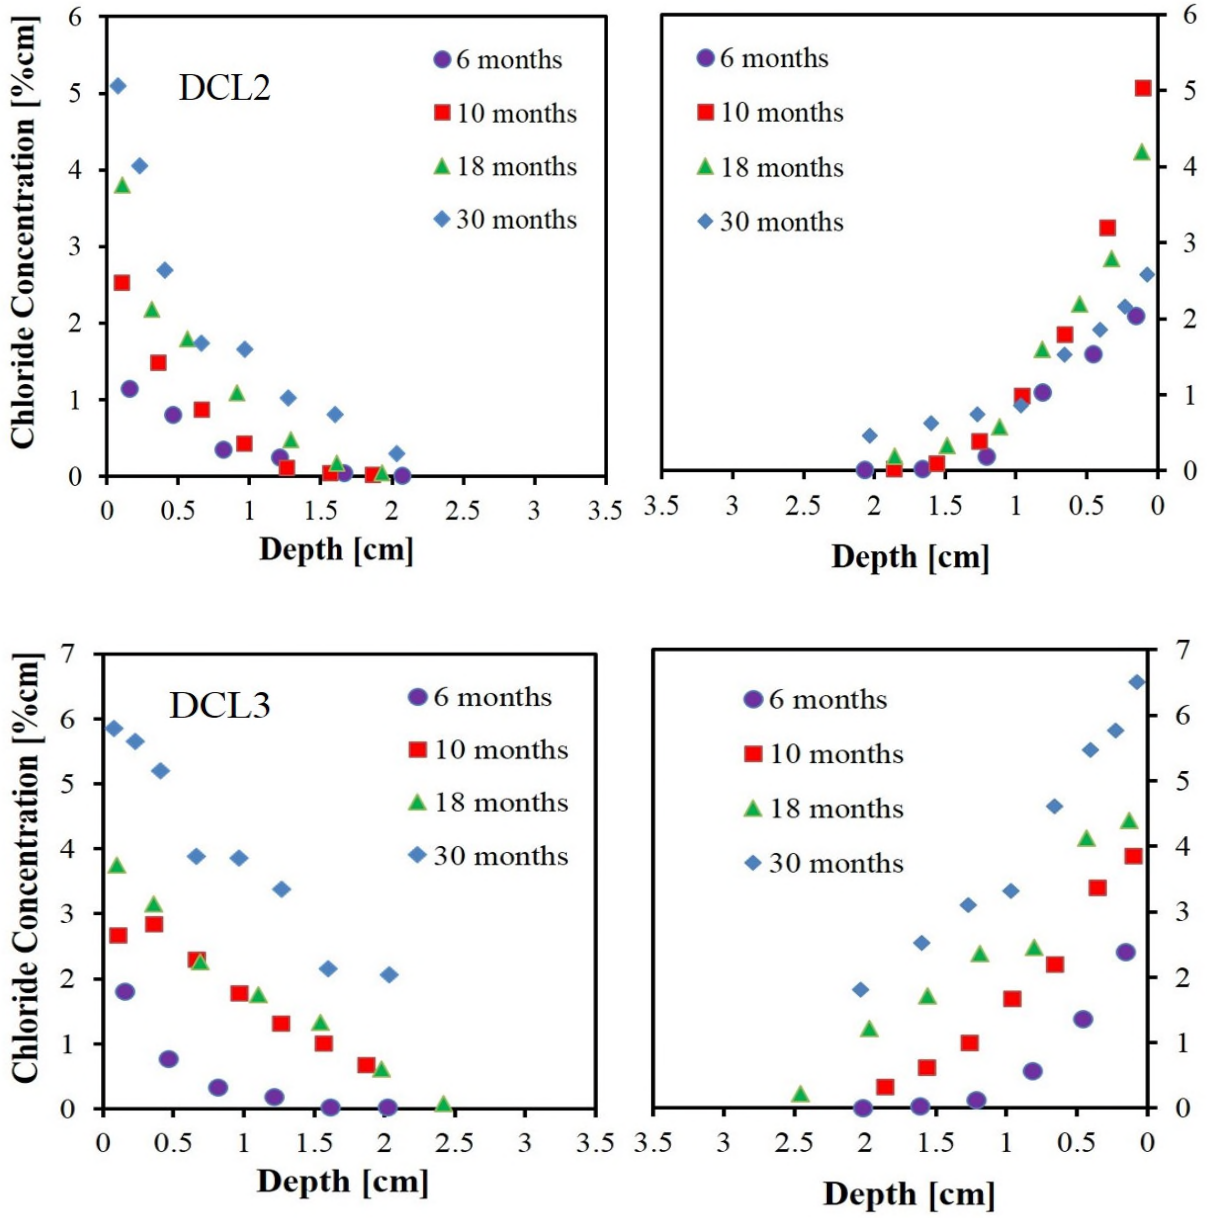 Chloride Concentration [%cm]
6
5
4
3
2
1
0
DCL2
6 months
10 months
18 months
30 months
0 0.5 1 1.5 2 2.5 3 3.5
Depth [cm]
6 months
10 months
18 months
30 months
6
5
4
3
2
1
0
3.5 3 2.5 2 1.5 1 0.5 0
Depth [cm]
Chloride Concentration [%cm]
7
6
5
4
3
2
1
0
DCL3
6 months
10 months
18 months
30 months
0 0.5 1 1.5 2 2.5 3 3.5
Depth [cm]
6 months
10 months
18 months
30 months
7
6
5
4
3
2
1
0
3.5 3 2.5 2 1.5 1 0.5 0
Depth [cm]